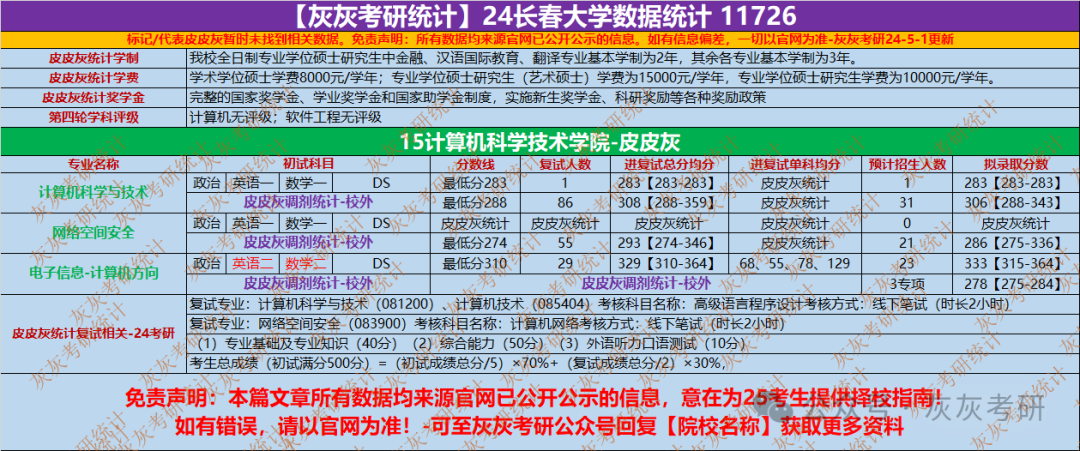 【灰灰考研统计】24长春大学数据统计 11726
标记/代表皮皮灰暂时未找到相关数据。免责声明：所有数据均来源官网已公开公示的信息。如有信息偏差，一切以官网为准-灰灰考研24-5-1更新
皮皮灰统计学制 我校全日制专业学位硕士研究生中金融、汉语国际教育、翻译专业基本学制为2年，其余各专业基本学制为3年。
皮皮灰统计学费 学术学位硕士学费8000元/学年；专业学位硕士研究生（艺术硕士）学费为15000元/学年，专业学位硕士研究生学费为10000元/学年。
皮皮灰统计奖学金 完整的国家奖学金、学业奖学金和国家助学金制度，实施新生奖学金、科研奖励等各种奖励政策
第四轮学科评级 计算机无评级；软件工程无评级
15计算机科学技术学院-皮皮灰
专业名称 初试科目 分数线 复试人数 进复试总分均分 进复试单科均分 预计招生人数 拟录取分数
计算机科学与技术 政治 英语一 数学一 DS 最低分283 1 283【283-283】 皮皮灰统计 1 283【283-283】
皮皮灰调剂统计-校外 最低分288 86 308【288-359】 皮皮灰统计 31 306【288-343】
网络空间安全 政治 英语一 数学一 DS 皮皮灰统计 皮皮灰统计 皮皮灰统计 皮皮灰统计 0 皮皮灰统计
皮皮灰调剂统计-校外 最低分274 55 293【274-346】 皮皮灰统计 21 286【275-336】
电子信息-计算机方向 政治 英语二 数学二 DS 最低分310 29 329【310-364】 68、55、78、129 23 333【315-364】
皮皮灰调剂统计-校外 皮皮灰调剂统计-校外 3专项 278【275-284】
皮皮灰统计复试相关-24考研 复试专业：计算机科学与技术（081200）、计算机技术（085404）考核科目名称：高级语言程序设计考核方式：线下笔试（时长2小时）
复试专业：网络空间安全（083900）考核科目名称：计算机网络考核方式：线下笔试（时长2小时）
（1）专业基础及专业知识（40分）（2）综合能力（50分）（3）外语听力口语测试（10分）
考生总成绩（初试满分500分）=（初试成绩总分/5）×70%+（复试成绩总分/2）×30%，
免责声明：本篇文章所有数据均来源官网已公开公示的信息，意在为25考生提供择校指南
如有错误，请以官网为准！-可至灰灰考研公众号回复【院校名称】获取更多资料
公众号·灰灰考研